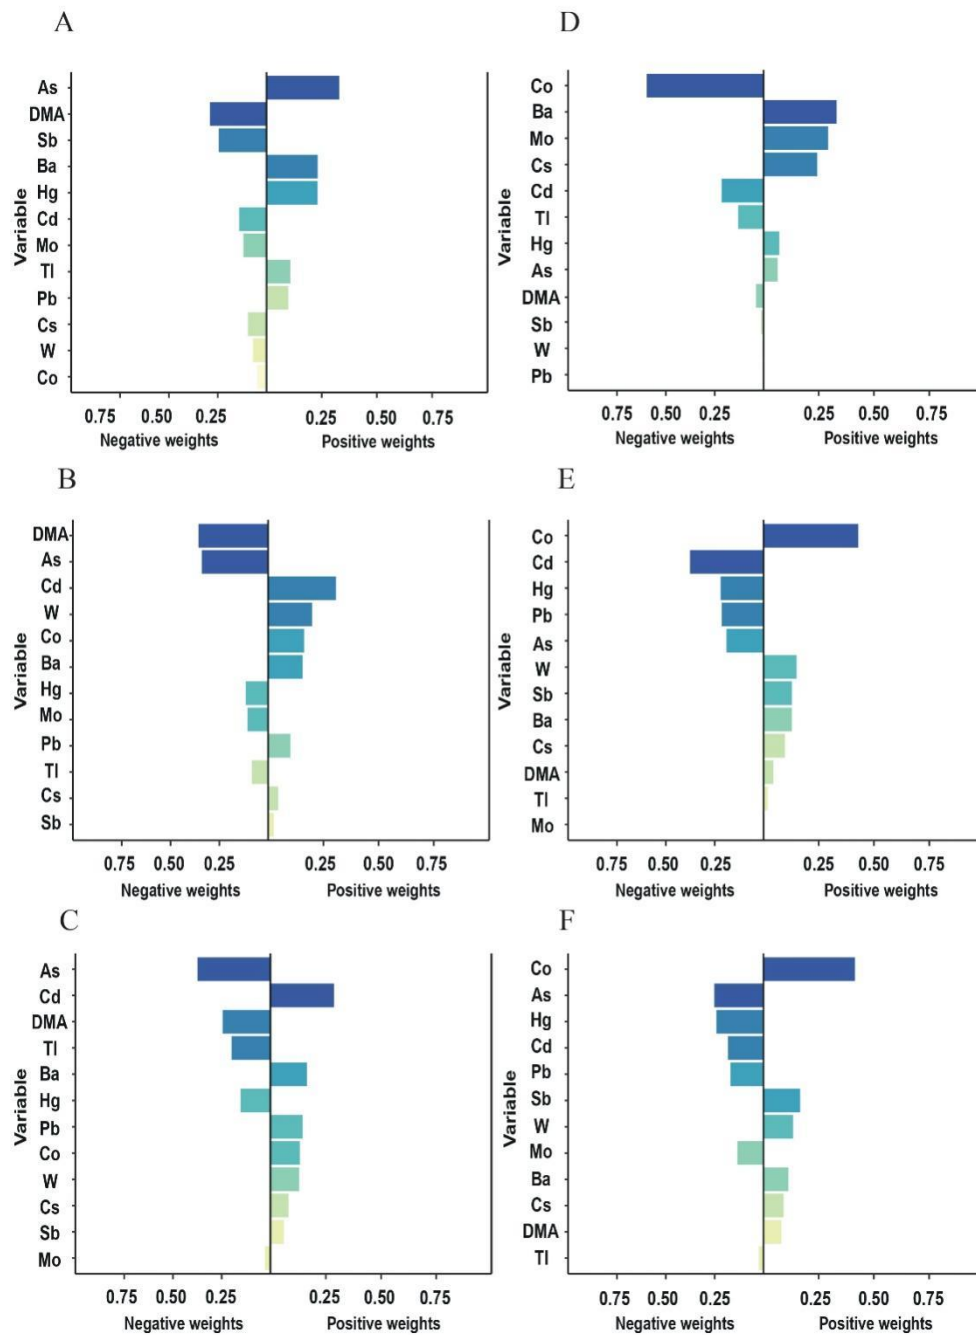 A
Variable
As
DMA
Sb
Ba
Hg
Cd
Mo
Tl
Pb
Cs
W
Co
0.75 0.50 0.25 0.25 0.50 0.75
Negative weights Positive weights
D
Variable
Co
Ba
Mo
Cs
Cd
Tl
Hg
As
DMA
Sb
W
Pb
0.75 0.50 0.25 0.25 0.50 0.75
Negative weights Positive weights
B
Variable
DMA
As
Cd
W
Co
Ba
Hg
Mo
Pb
Tl
Cs
Sb
0.75 0.50 0.25 0.25 0.50 0.75
Negative weights Positive weights
E
Variable
Co
Cd
Hg
Pb
As
W
Sb
Ba
Cs
DMA
Tl
Mo
0.75 0.50 0.25 0.25 0.50 0.75
Negative weights Positive weights
C
Variable
As
Cd
DMA
Tl
Ba
Hg
Pb
Co
W
Cs
Sb
Mo
0.75 0.50 0.25 0.25 0.50 0.75
Negative weights Positive weights
F
Variable
Co
As
Hg
Cd
Pb
Sb
W
Mo
Ba
Cs
DMA
Tl
0.75 0.50 0.25 0.25 0.50 0.75
Negative weights Positive weights